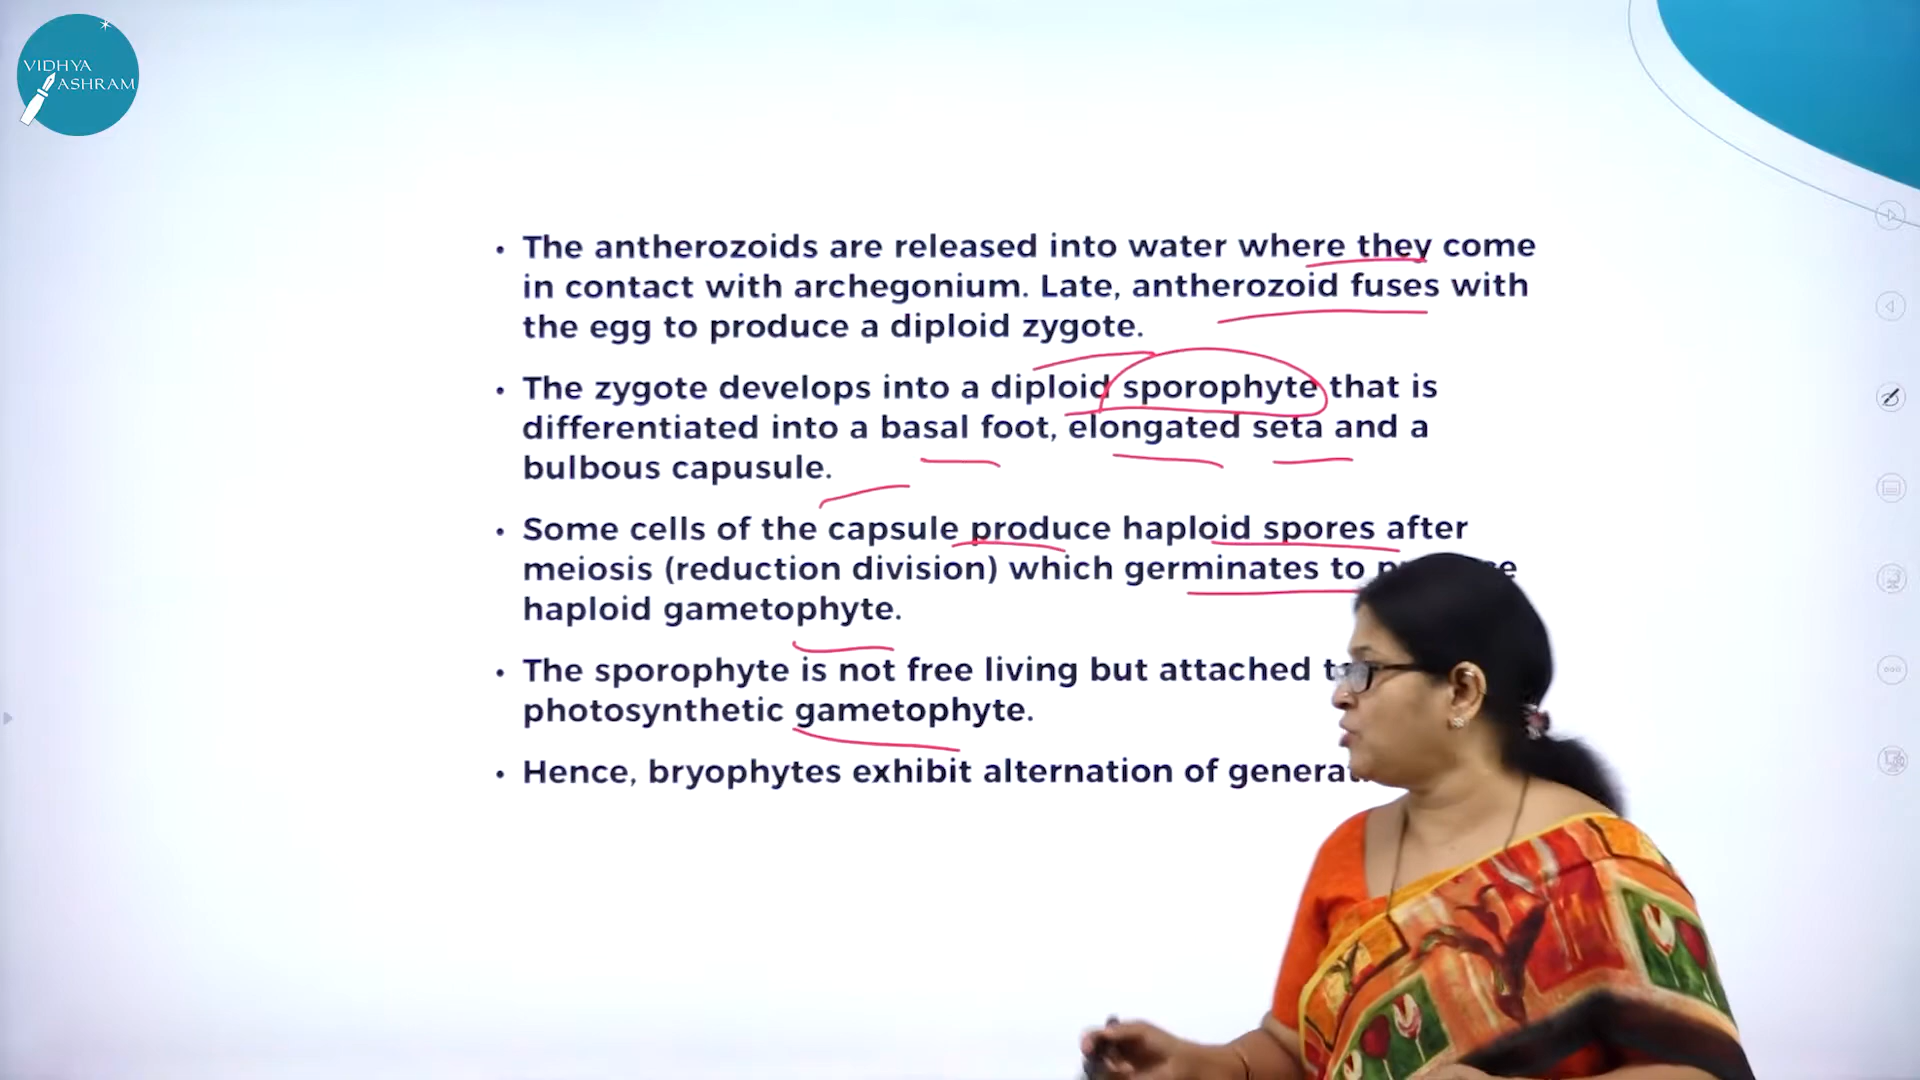 VIDHYA
ASHRAM
• The antherozoids are released into water where they come
in contact with archegonium. Late, antherozoid fuses with
the egg to produce a diploid zygote.
• The zygote develops into a diploid sporophyte that is
differentiated into a basal foot, elongated seta and a
bulbous capusule.
• Some cells of the capsule produce haploid spores after
meiosis (reduction division) which germinates to
haploid gametophyte.
• The sporophyte is not free living but attached
photosynthetic gametophyte.
• Hence, bryophytes exhibit alternation of